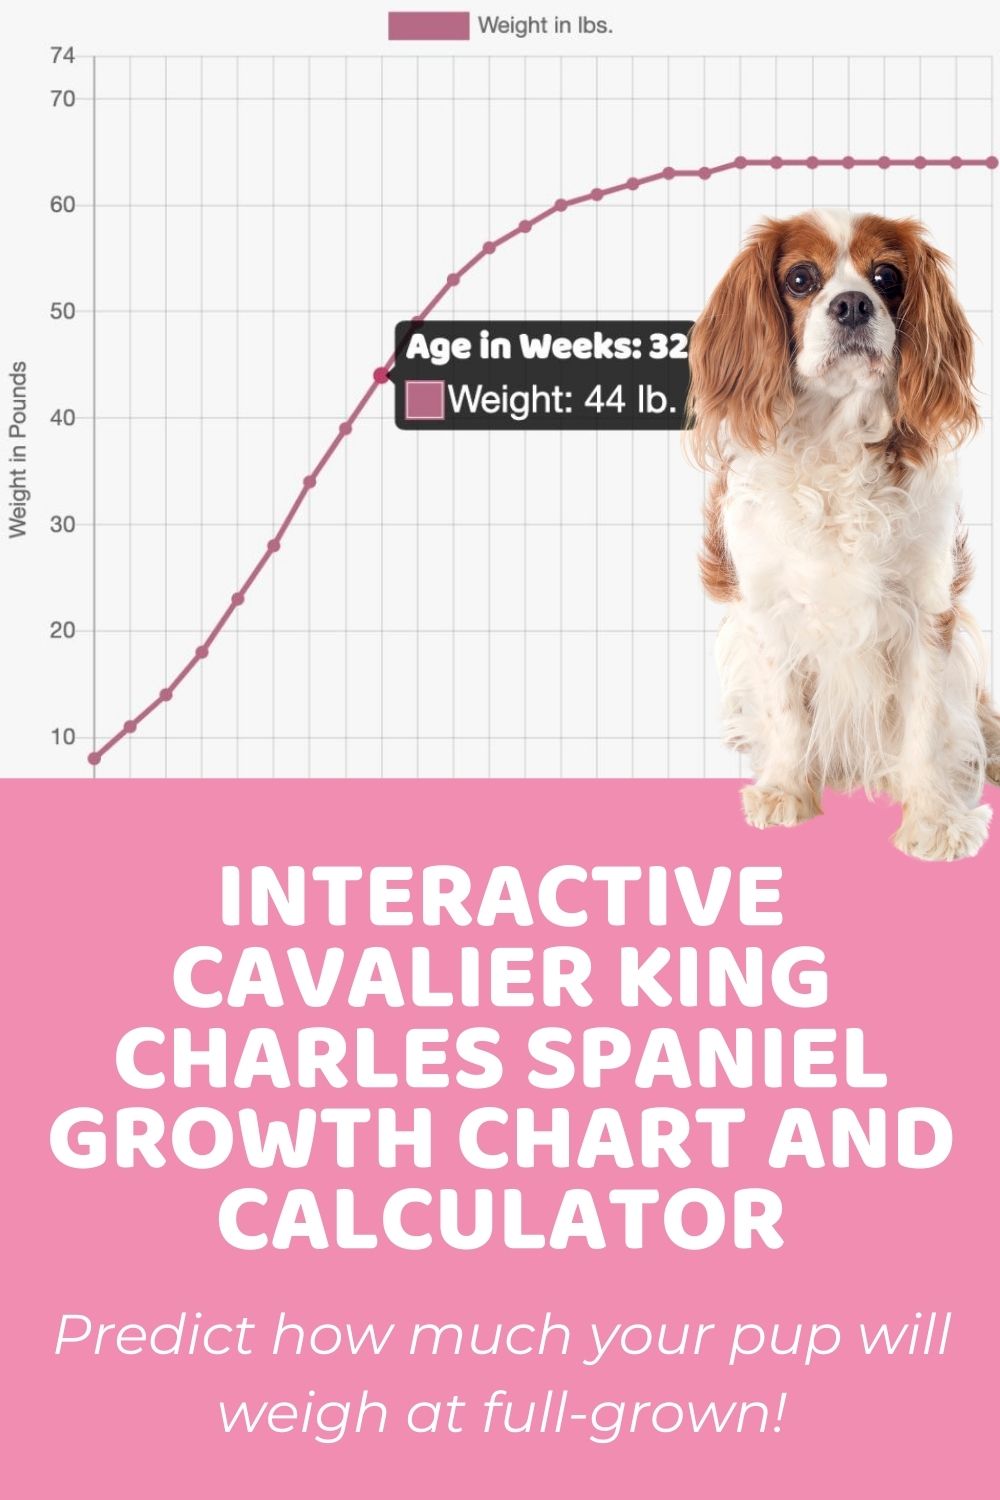 Weight in lbs.
74
70
60
50
40
30
20
10
Weight in Pounds
Age in Weeks: 32
Weight: 44 lb.
INTERACTIVE
CAVALIER KING
CHARLES SPANIEL
GROWTH CHART AND
CALCULATOR
Predict how much your pup will
weigh at full-grown!